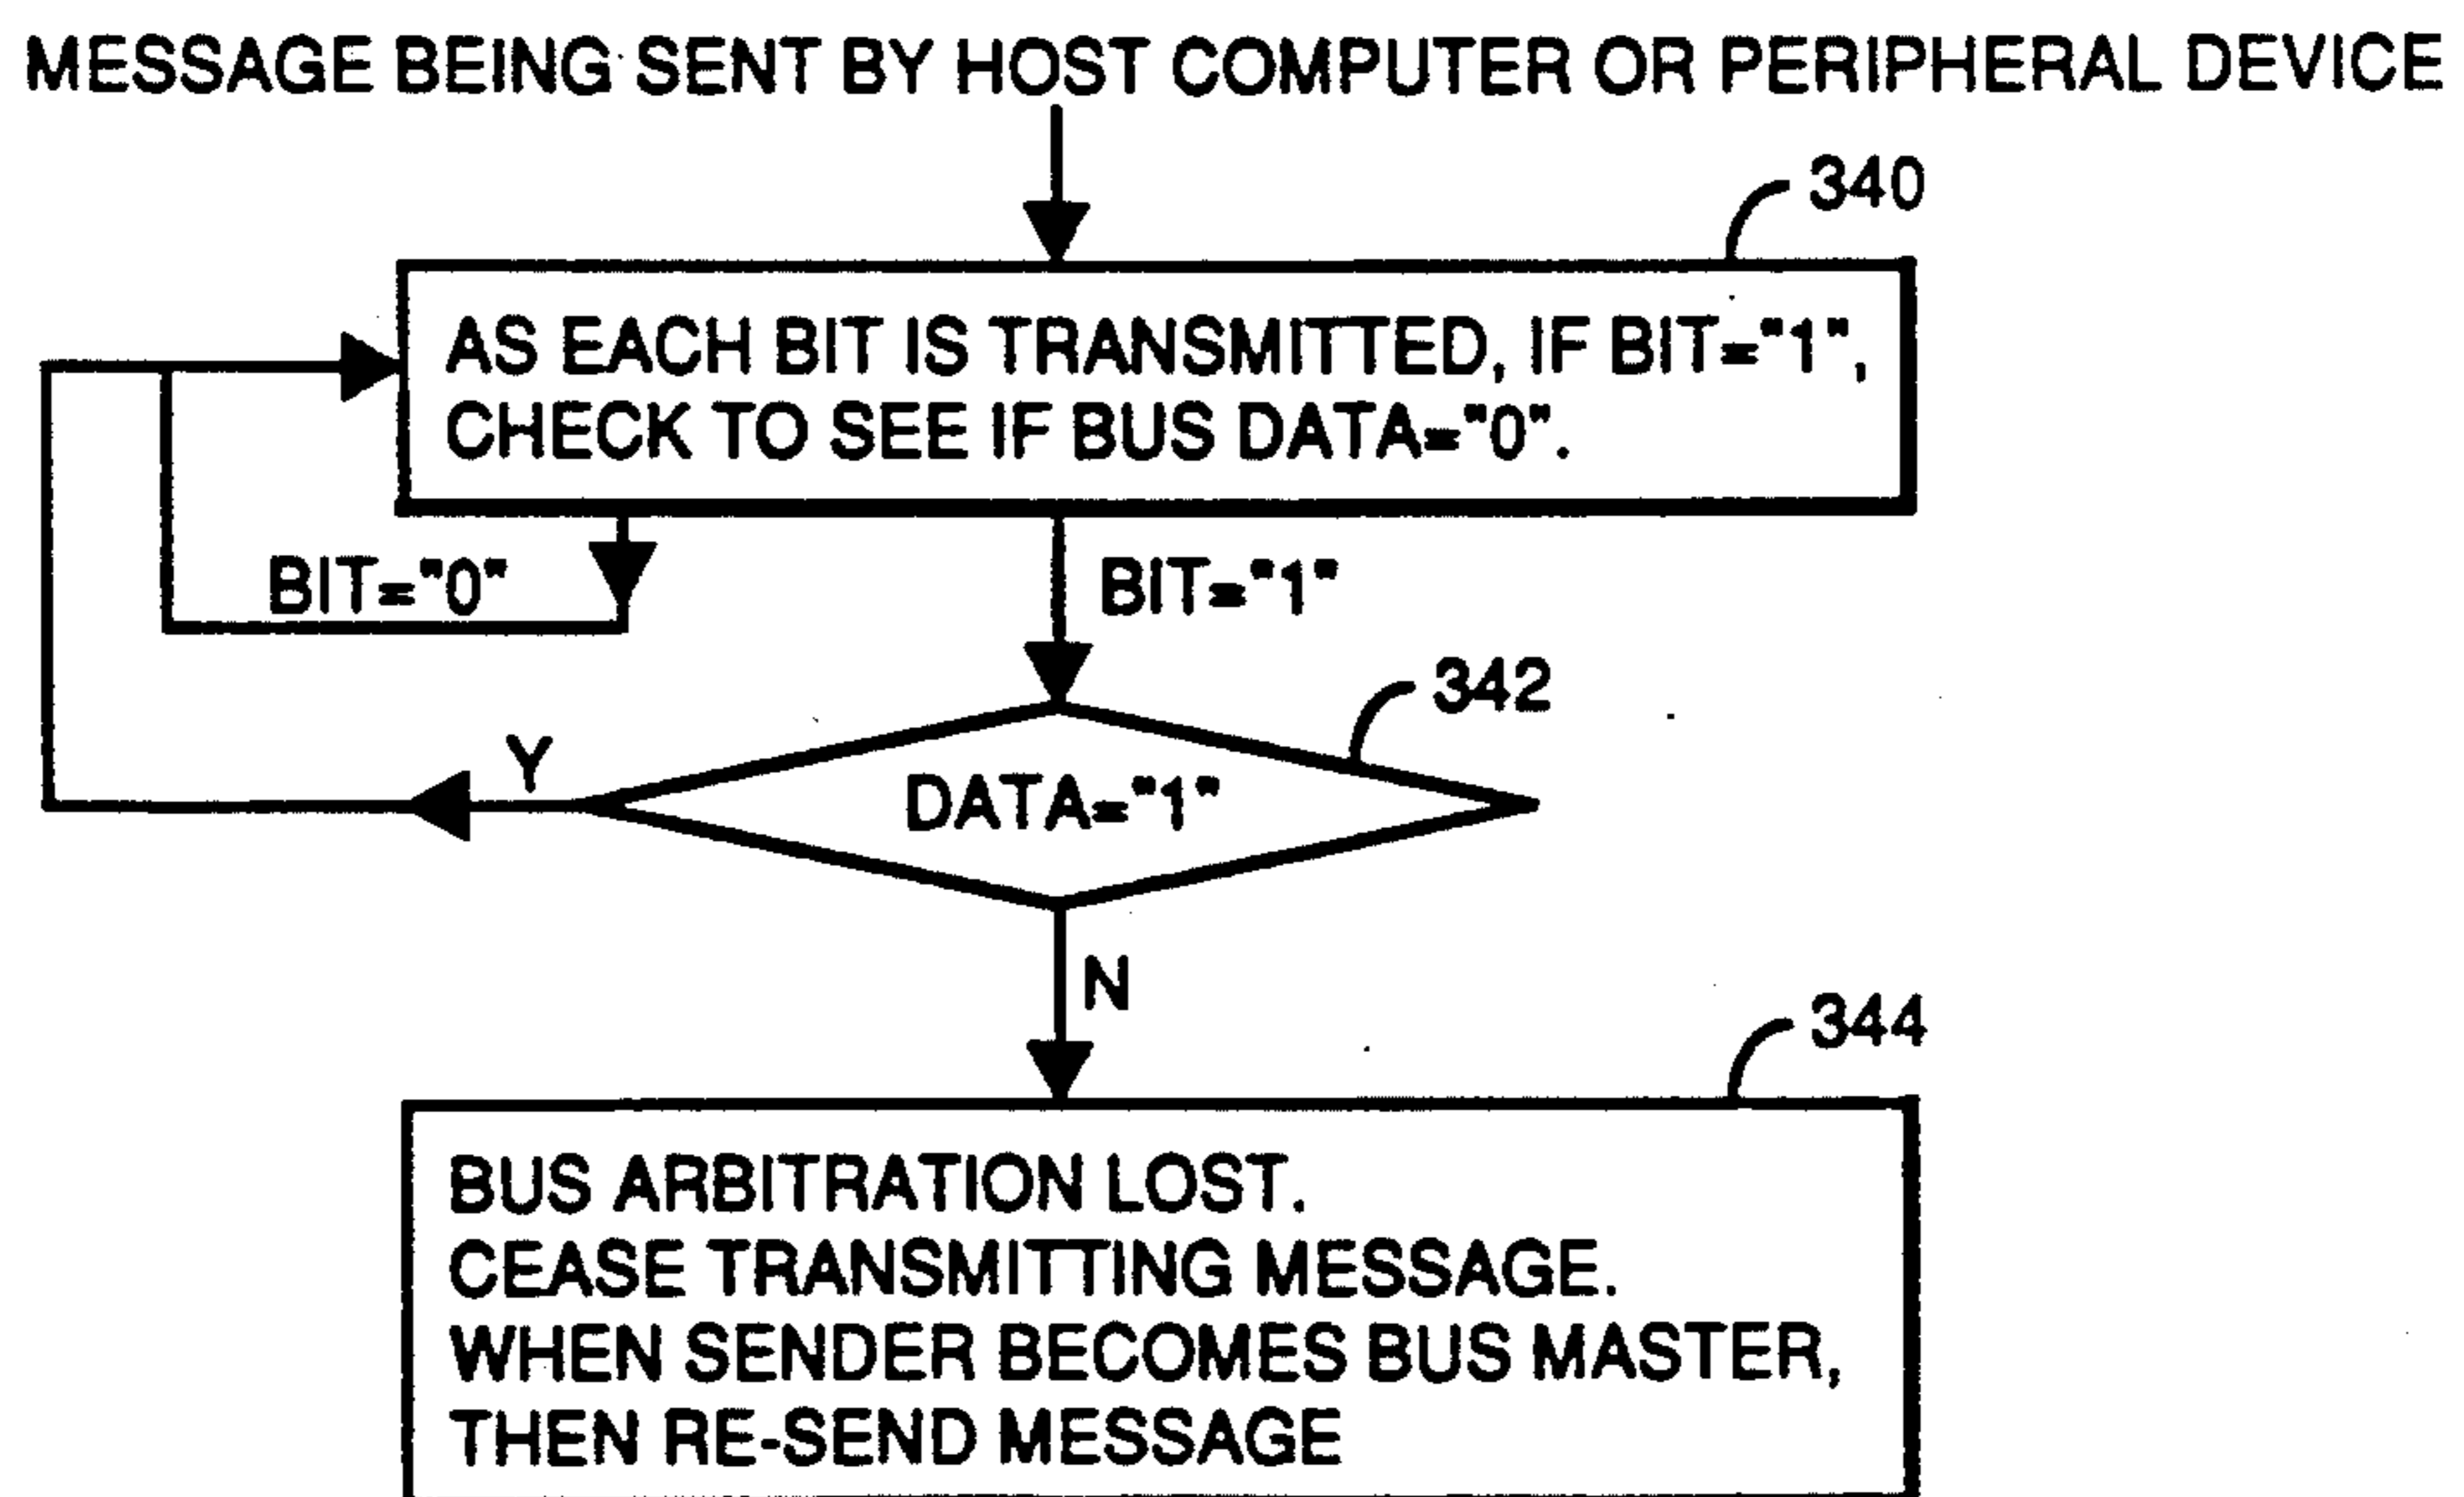 MESSAGE BEING SENT BY HOST COMPUTER OR PERIPHERAL DEVICE
340
AS EACH BIT IS TRANSMITTED, IF BIT="1",
CHECK TO SEE IF BUS DATA="0".
BIT="0"
BIT="1"
342
Y
DATA="1"
N
344
BUS ARBITRATION LOST.
CEASE TRANSMITTING MESSAGE.
WHEN SENDER BECOMES BUS MASTER,
THEN RE-SEND MESSAGE